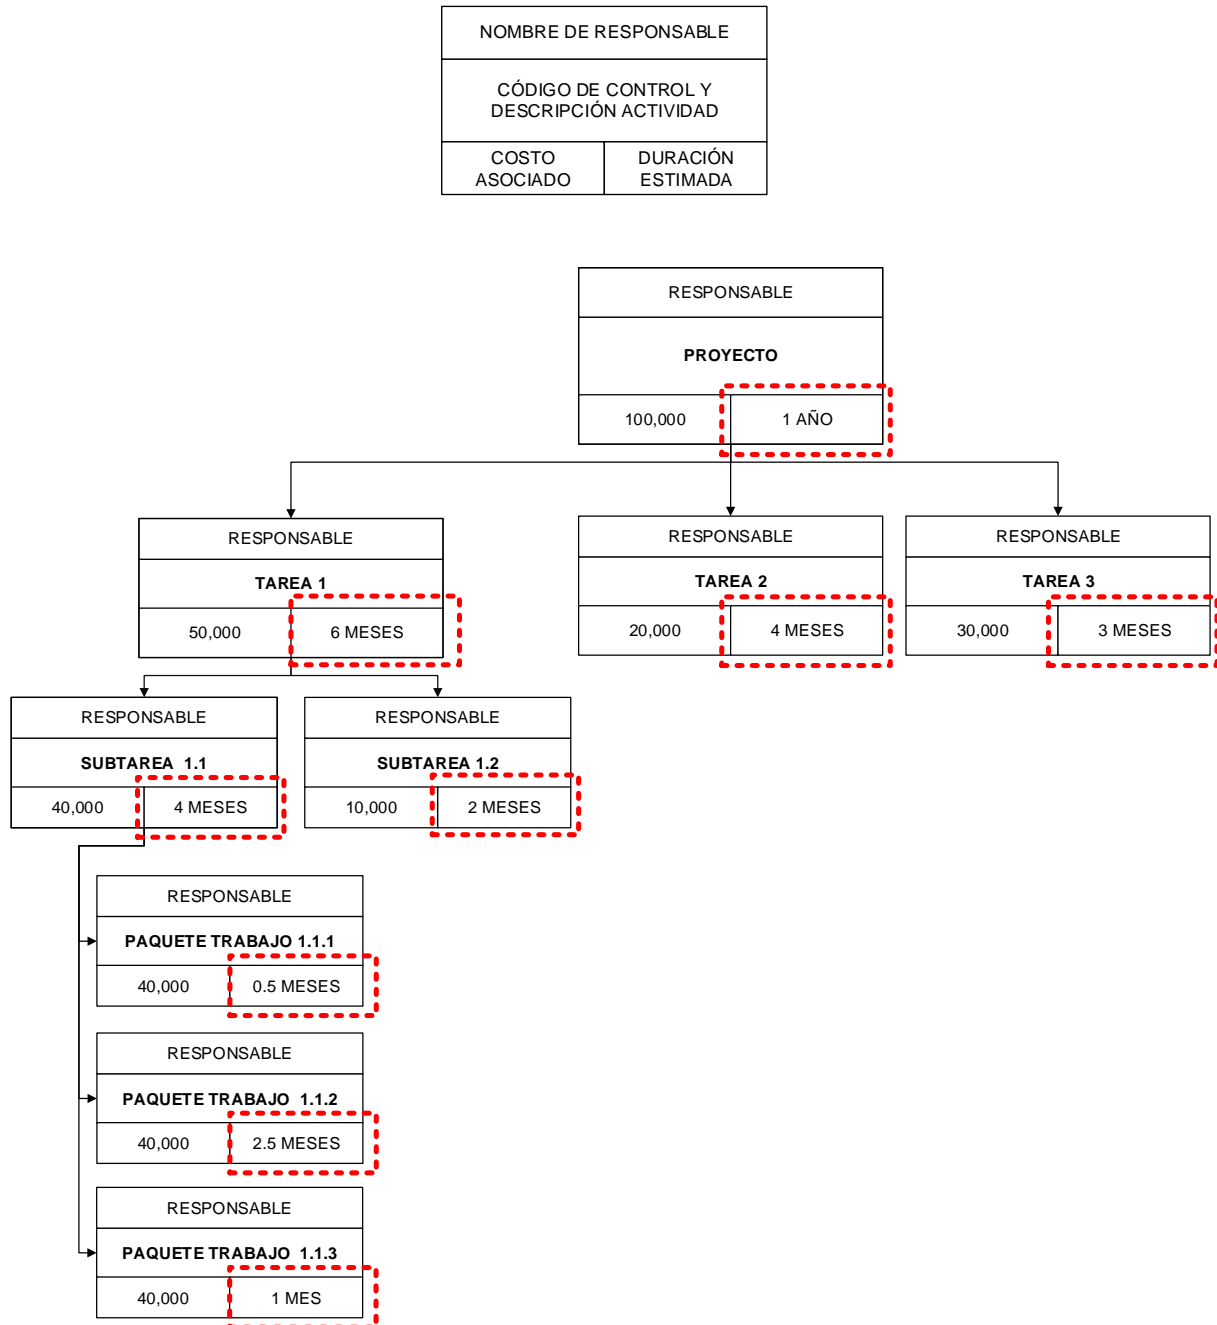 NOMBRE DE RESPONSABLE
CÓDIGO DE CONTROL Y
DESCRIPCIÓN ACTIVIDAD
COSTO
ASOCIADO
DURACIÓN
ESTIMADA
RESPONSABLE
PROYECTO
100,000
1 AÑO
RESPONSABLE
TAREA 1
50,000
6 MESES
RESPONSABLE
TAREA 2
20,000
4 MESES
RESPONSABLE
TAREA 3
30,000
3 MESES
RESPONSABLE
SUBTAREA 1.1
40,000
4 MESES
RESPONSABLE
SUBTAREA 1.2
10,000
2 MESES
RESPONSABLE
PAQUETE TRABAJO 1.1.1
40,000
0.5 MESES
RESPONSABLE
PAQUETE TRABAJO 1.1.2
40,000
2.5 MESES
RESPONSABLE
PAQUETE TRABAJO 1.1.3
40,000
1 MES